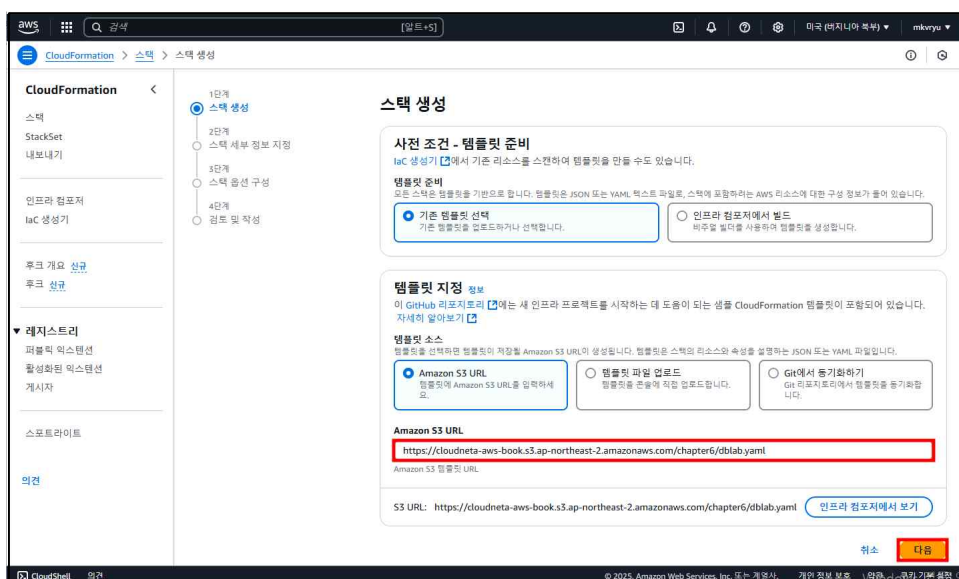 aws
검색
[알트+S]
미국 (버지니아 북부) ▼
mkvryu ▼
CloudFormation > 스택 > 스택 생성
CloudFormation
스택
StackSet
내보내기
인프라 컴포저
IaC 생성기
후크 개요 신규
후크 신규
▼ 레지스트리
퍼블릭 익스텐션
활성화된 익스텐션
게시자
스포트라이트
의견
1단계
스택 생성
2단계
스택 세부 정보 지정
3단계
스택 옵션 구성
4단계
검토 및 작성
스택 생성
사전 조건 - 템플릿 준비
IaC 생성기에서 기존 리소스를 스캔하여 템플릿을 만들 수도 있습니다.
템플릿 준비
모든 스택은 템플릿을 기반으로 합니다. 템플릿은 JSON 또는 YAML 텍스트 파일로, 스택에 포함하려는 AWS 리소스에 대한 구성 정보가 들어 있습니다.
기존 템플릿 선택
기존 템플릿을 업로드하거나 선택합니다.
인프라 컴포저에서 빌드
비주얼 빌더를 사용하여 템플릿을 생성합니다.
템플릿 지정 정보
이 GitHub 리포지토리에는 새 인프라 프로젝트를 시작하는 데 도움이 되는 샘플 CloudFormation 템플릿이 포함되어 있습니다.
자세히 알아보기
템플릿 소스
템플릿을 선택하면 템플릿이 저장될 Amazon S3 URL이 생성됩니다. 템플릿은 스택의 리소스와 속성을 설명하는 JSON 또는 YAML 파일입니다.
Amazon S3 URL
템플릿에 Amazon S3 URL을 입력하세
요.
템플릿 파일 업로드
템플릿을 콘솔에 직접 업로드합니다.
Git에서 동기화하기
Git 리포지토리에서 템플릿을 동기화합
니다.
Amazon S3 URL
https://cloudneta-aws-book.s3.ap-northeast-2.amazonaws.com/chapter6/dblab.yaml
Amazon S3 템플릿 URL
S3 URL: https://cloudneta-aws-book.s3.ap-northeast-2.amazonaws.com/chapter6/dblab.yaml
인프라 컴포저에서 보기
취소
다음
CloudShell 의견
© 2025, Amazon Web Services, Inc. 또는 계열사.
개인 정보 보호
약관
쿠키 기본 설정